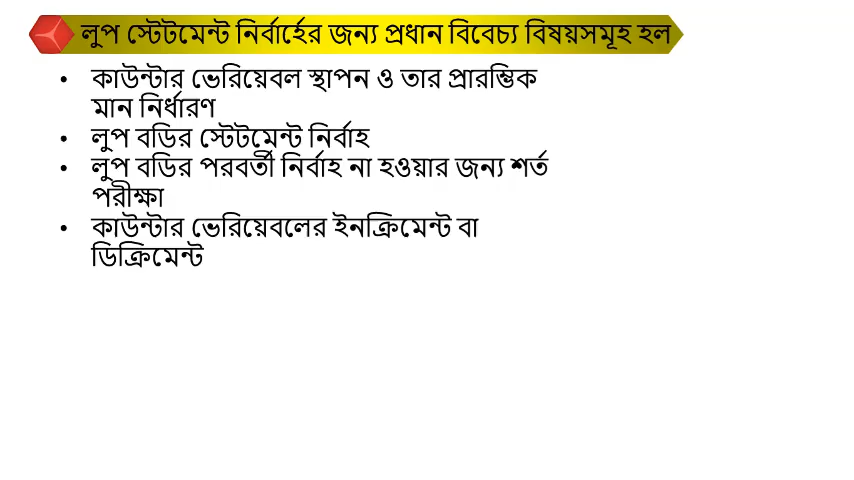 লুপ স্টেটমেন্ট নির্বার্হের জন্য প্রধান বিবেচ্য বিষয়সমূহ হল
• কাউন্টার ভেরিয়েবল স্থাপন ও তার প্রারম্ভিক
মান নির্ধারণ
• লুপ বডির স্টেটমেন্ট নির্বাহ
• লুপ বডির পরবর্তী নির্বাহ না হওয়ার জন্য শর্ত
পরীক্ষা
• কাউন্টার ভেরিয়েবলের ইনক্রিমেন্ট বা
ডিক্রিমেন্ট